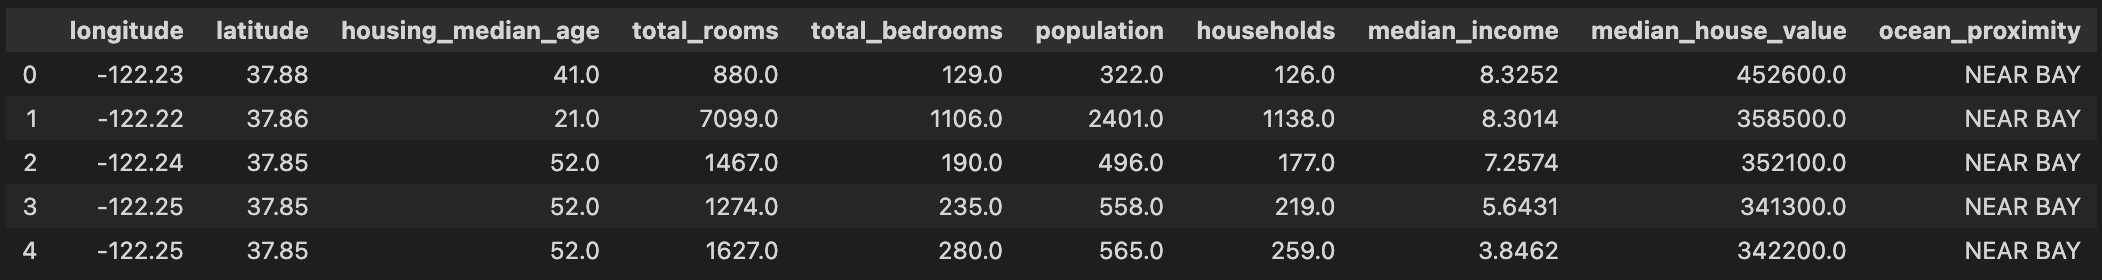 longitude latitude housing_median_age total_rooms total_bedrooms population households median_income median_house_value ocean_proximity
0 -122.23 37.88 41.0 880.0 129.0 322.0 126.0 8.3252 452600.0 NEAR BAY
1 -122.22 37.86 21.0 7099.0 1106.0 2401.0 1138.0 8.3014 358500.0 NEAR BAY
2 -122.24 37.85 52.0 1467.0 190.0 496.0 177.0 7.2574 352100.0 NEAR BAY
3 -122.25 37.85 52.0 1274.0 235.0 558.0 219.0 5.6431 341300.0 NEAR BAY
4 -122.25 37.85 52.0 1627.0 280.0 565.0 259.0 3.8462 342200.0 NEAR BAY